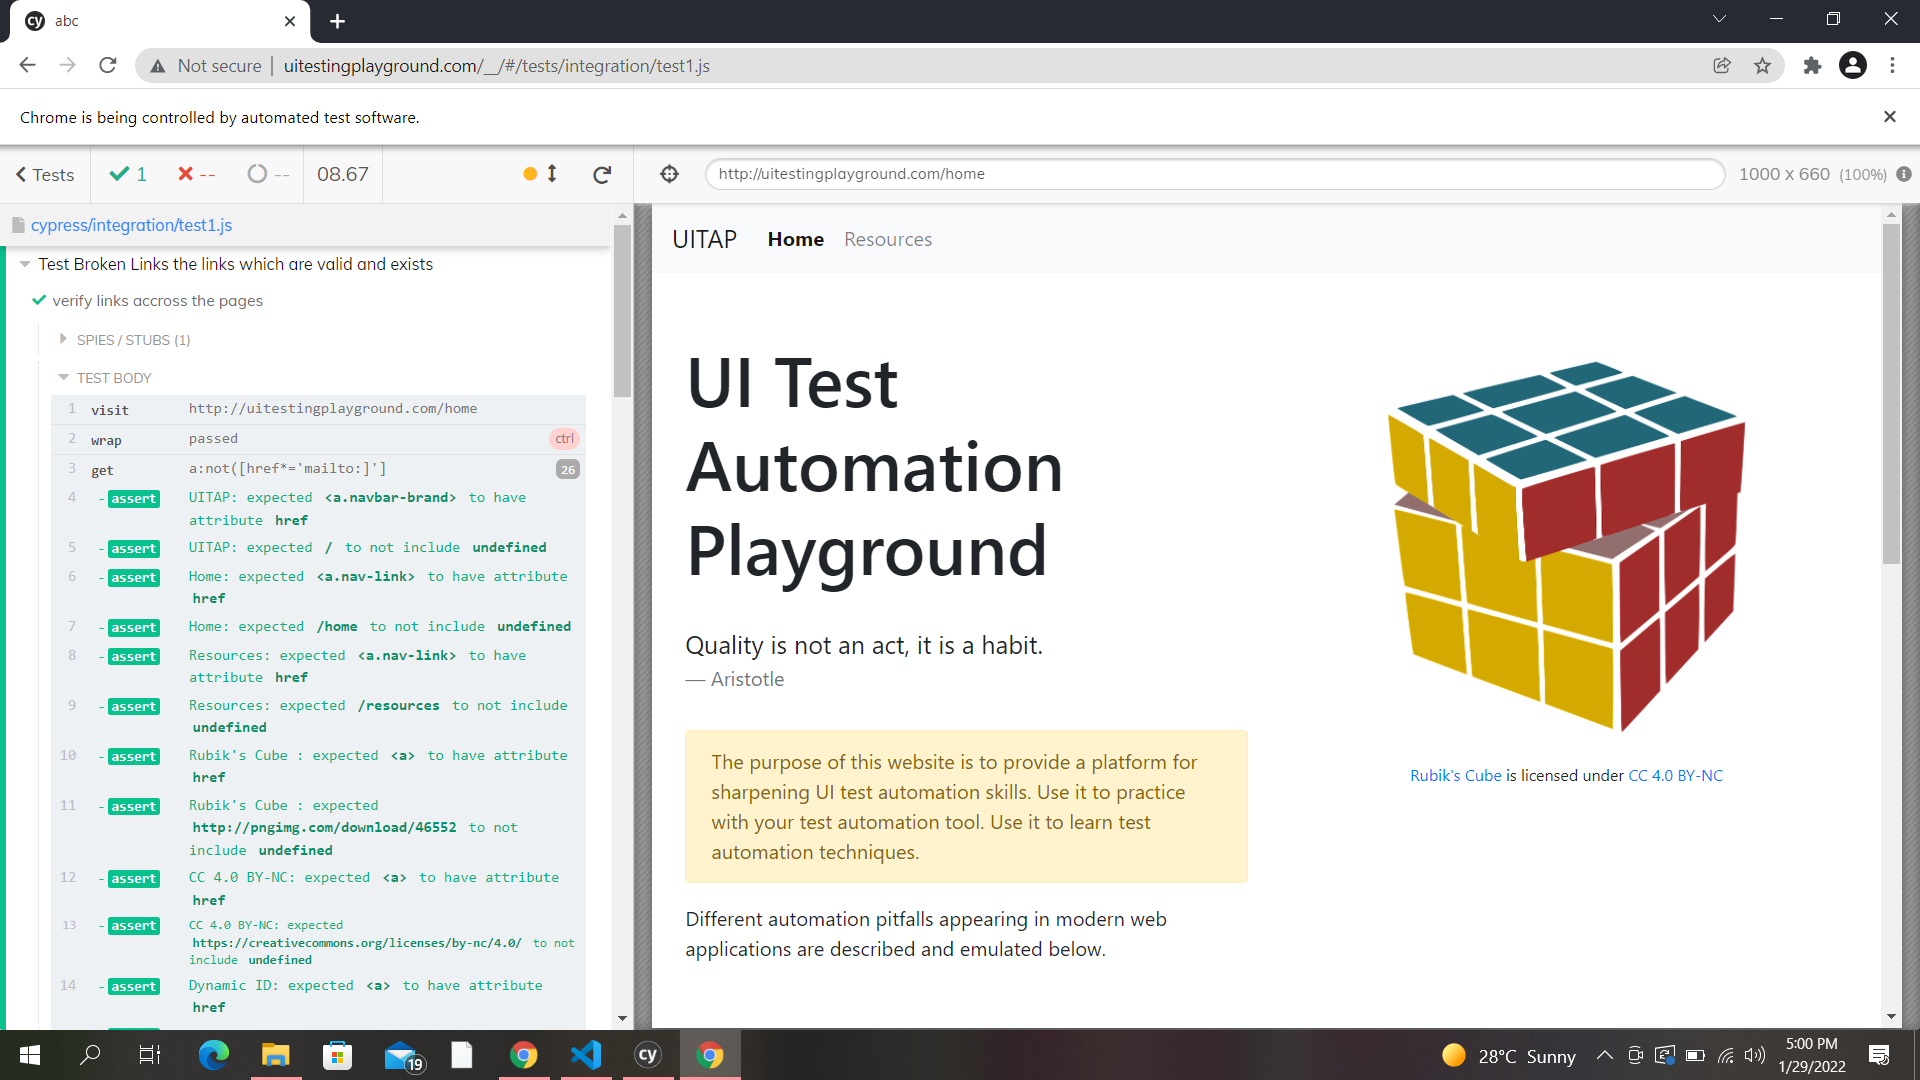 abc
Not secure | uitestingplayground.com/__/#/tests/integration/test1.js
Chrome is being controlled by automated test software.
Tests 1 -- -- 08.67
http://uitestingplayground.com/home 1000 x 660 (100%)
cypress/integration/test1.js
Test Broken Links the links which are valid and exists
verify links accross the pages
SPIES / STUBS (1)
TEST BODY
1 visit http://uitestingplayground.com/home
2 wrap passed ctrl
3 get a:not([href*='mailto:]'] 26
4 -assert UITAP: expected <a.navbar-brand> to have
attribute href
5 -assert UITAP: expected / to not include undefined
6 -assert Home: expected <a.nav-link> to have attribute
href
7 -assert Home: expected /home to not include undefined
8 -assert Resources: expected <a.nav-link> to have
attribute href
9 -assert Resources: expected /resources to not include
undefined
10 -assert Rubik's Cube : expected <a> to have attribute
href
11 -assert Rubik's Cube : expected
http://pngimg.com/download/46552 to not
include undefined
12 -assert CC 4.0 BY-NC: expected <a> to have attribute
href
13 -assert CC 4.0 BY-NC: expected
https://creativecommons.org/licenses/by-nc/4.0/ to not
include undefined
14 -assert Dynamic ID: expected <a> to have attribute
href
UITAP Home Resources
UI Test
Automation
Playground
Quality is not an act, it is a habit.
— Aristotle
The purpose of this website is to provide a platform for
sharpening UI test automation skills. Use it to practice
with your test automation tool. Use it to learn test
automation techniques.
Different automation pitfalls appearing in modern web
applications are described and emulated below.
Rubik's Cube is licensed under CC 4.0 BY-NC
19
cy
28°C Sunny
5:00 PM
1/29/2022